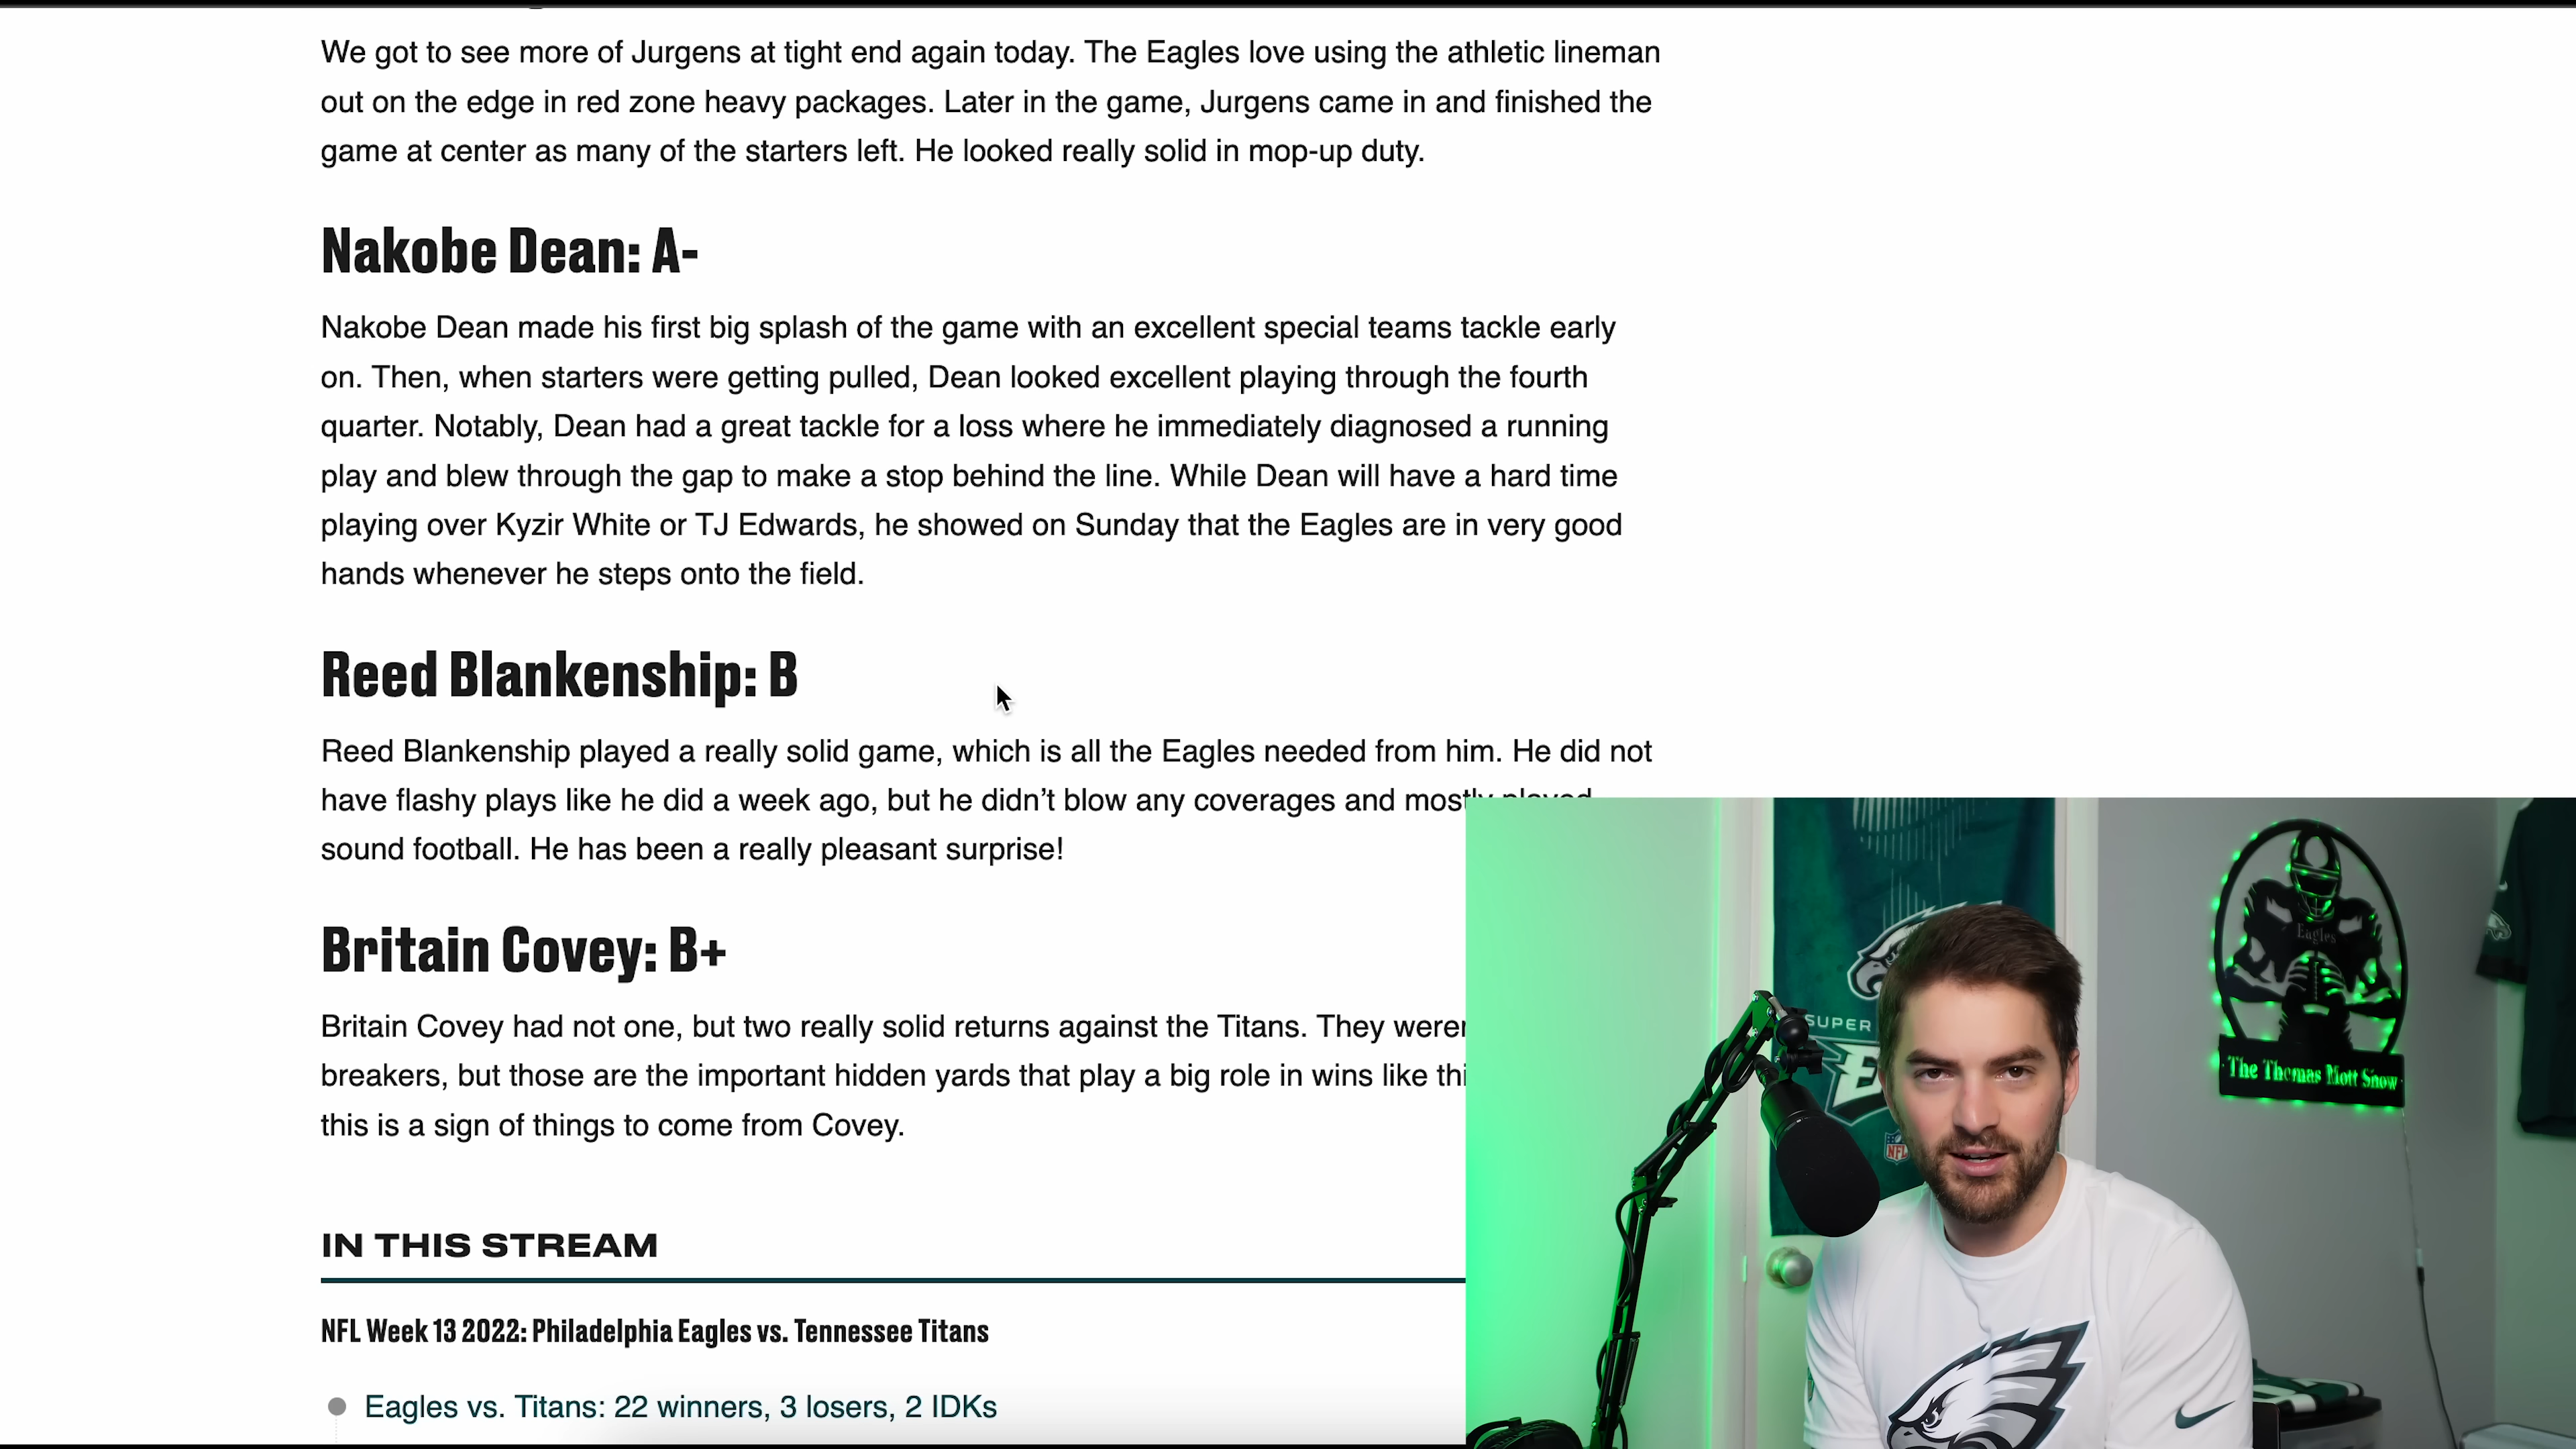 We got to see more of Jurgens at tight end again today. The Eagles love using the athletic lineman
out on the edge in red zone heavy packages. Later in the game, Jurgens came in and finished the
game at center as many of the starters left. He looked really solid in mop-up duty.
Nakobe Dean: A-
Nakobe Dean made his first big splash of the game with an excellent special teams tackle early
on. Then, when starters were getting pulled, Dean looked excellent playing through the fourth
quarter. Notably, Dean had a great tackle for a loss where he immediately diagnosed a running
play and blew through the gap to make a stop behind the line. While Dean will have a hard time
playing over Kyzir White or TJ Edwards, he showed on Sunday that the Eagles are in very good
hands whenever he steps onto the field.
Reed Blankenship: B
Reed Blankenship played a really solid game, which is all the Eagles needed from him. He did not
have flashy plays like he did a week ago, but he didn't blow any coverages and mostly played
sound football. He has been a really pleasant surprise!
Britain Covey: B+
Britain Covey had not one, but two really solid returns against the Titans. They
breakers, but those are the important hidden yards that play a big role in wins like
this is a sign of things to come from Covey.
IN THIS STREAM
NFL Week 13 2022: Philadelphia Eagles vs. Tennessee Titans
Eagles vs. Titans: 22 winners, 3 losers, 2 IDKs
SUPER
NFL
Eagles
The Thomas Mott Show